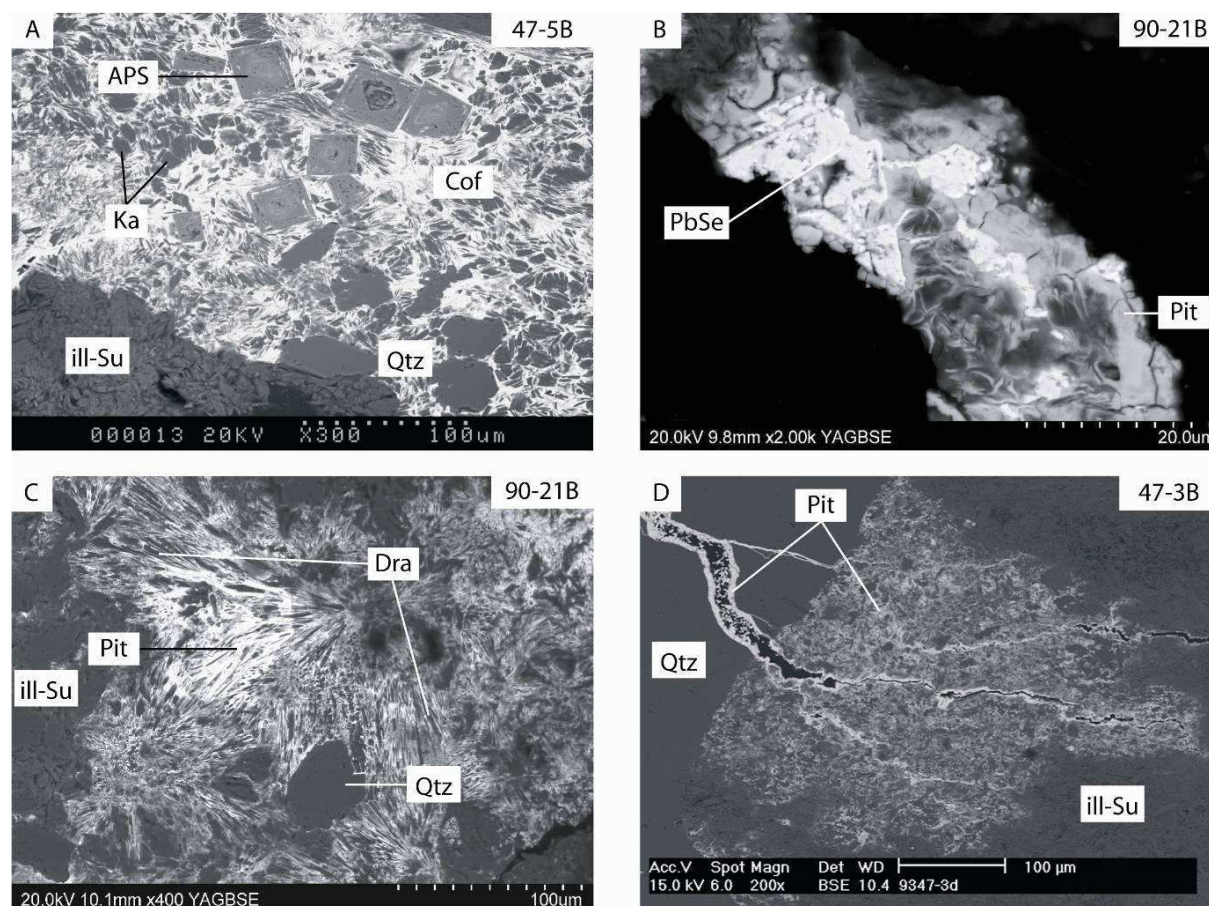 A
47-5B
APS
Cof
Ka
ill-Su
Qtz
000013 20KV X300 100um
B
90-21B
PbSe
Pit
20.0kV 9.8mm x2.00k YAGBSE 20.0um
C
90-21B
Dra
Pit
ill-Su
Qtz
20.0kV 10.1mm x400 YAGBSE 100um
D
47-3B
Pit
Qtz
ill-Su
Acc.V Spot Magn Det WD 100 µm
15.0 kV 6.0 200x BSE 10.4 9347-3d